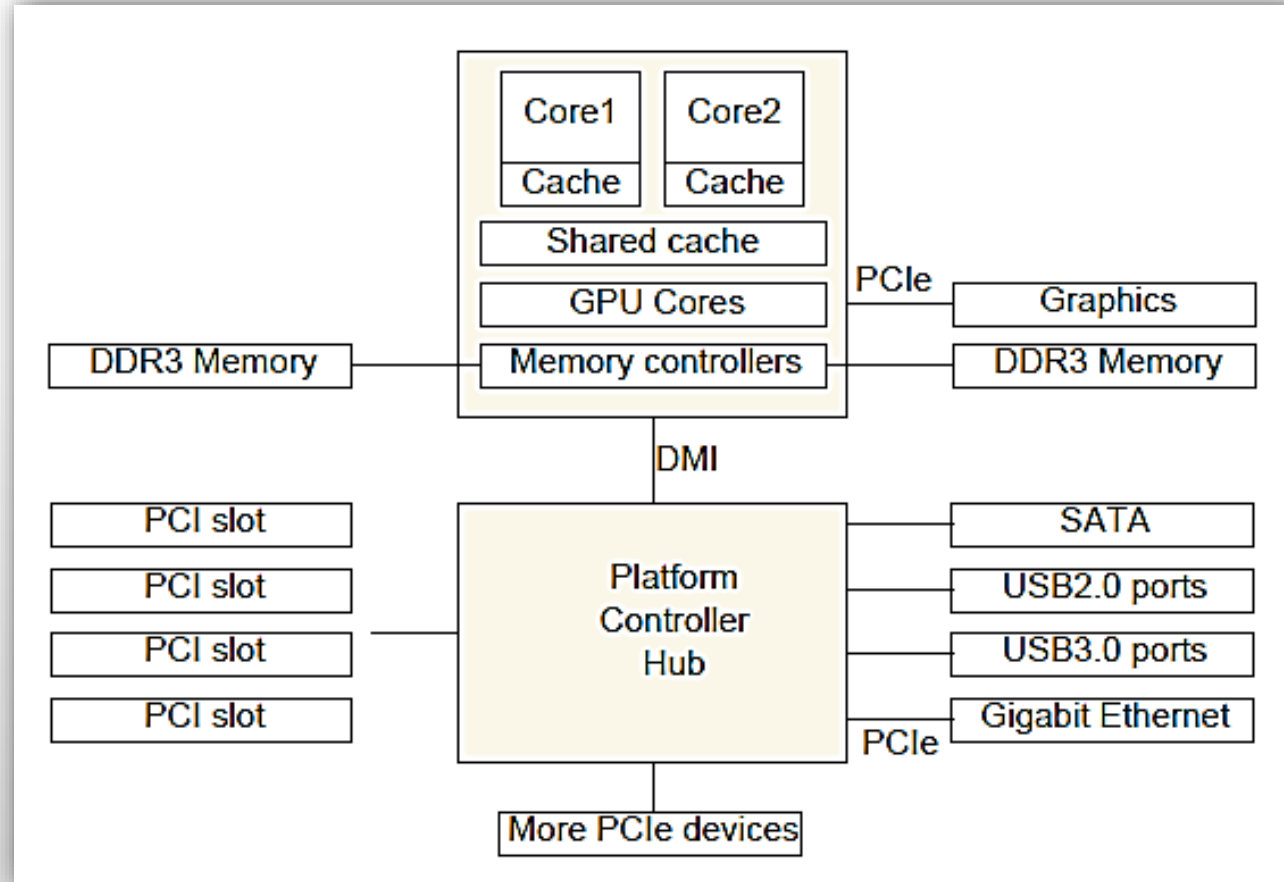 Core1
Core2
Cache
Cache
Shared cache
PCIe
GPU Cores
Graphics
DDR3 Memory
Memory controllers
DDR3 Memory
DMI
PCI slot
SATA
PCI slot
Platform
Controller
Hub
USB2.0 ports
PCI slot
USB3.0 ports
PCI slot
Gigabit Ethernet
PCIe
More PCIe devices